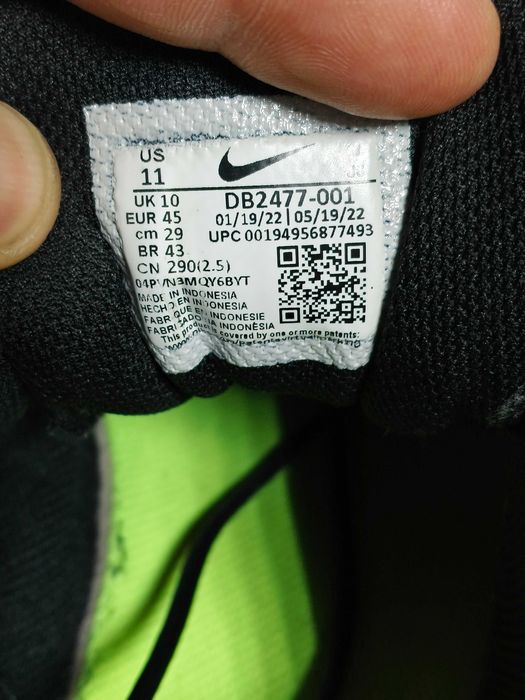 US
11
UK 10
EUR 45
cm 29
BR 43
CN 290(2.5)
DB2477-001
01/19/22 | 05/19/22
UPC 00194956877493
MADE IN INDONESIA
HECHO EN INDONESIA
EN INDONESIE
NA INDONÉSIA
This product is covered by one or more patents: